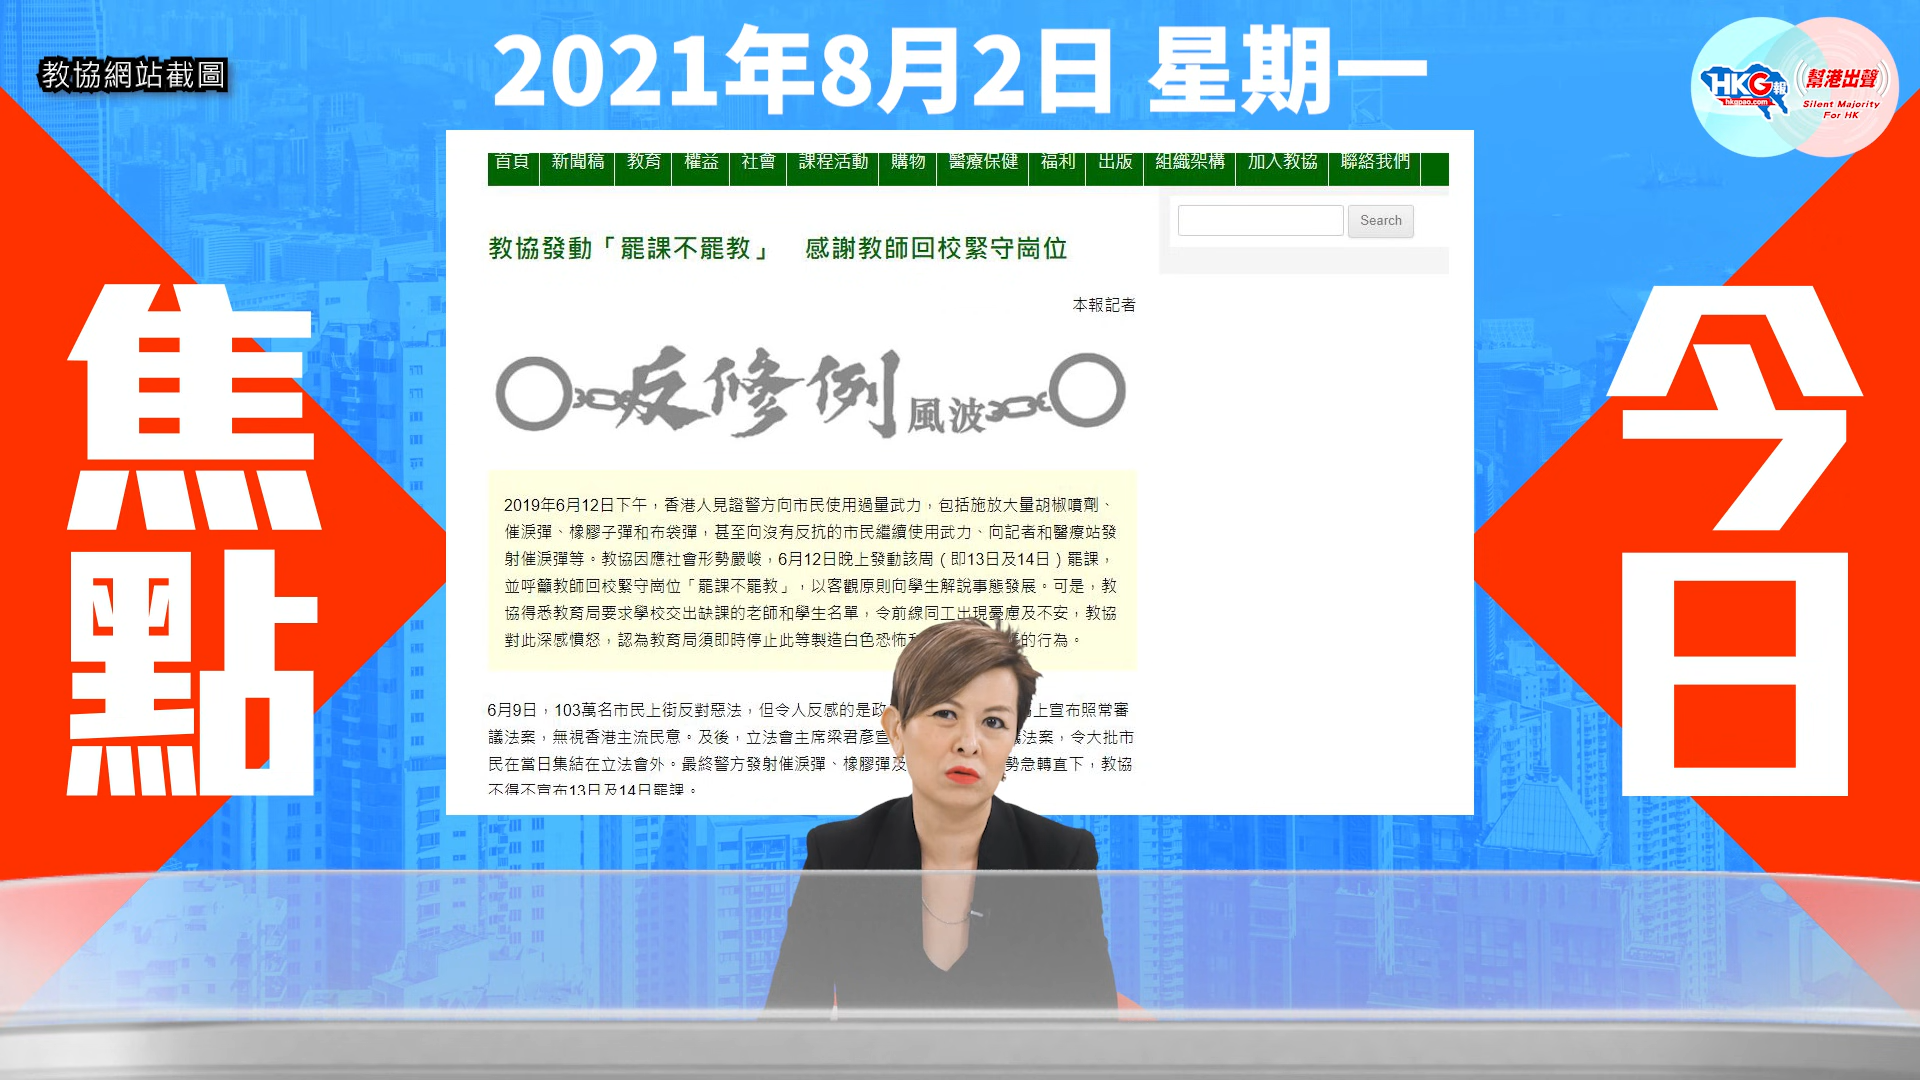 2021年8月2日 星期一
教協網站截圖
HKG報
hkgpao.com
幫港出聲
Silent Majority
For HK
焦點
今日
首頁 新聞稿 教育 權益 社會 課程活動 購物 醫療保健 福利 出版 組織架構 加入教協 聯絡我們
Search
教協發動「罷課不罷教」 感謝教師回校緊守崗位
本報記者
反修例風波
2019年6月12日下午，香港人見證警方向市民使用過量武力，包括施放大量胡椒噴劑、
催淚彈、橡膠子彈和布袋彈，甚至向沒有反抗的市民繼續使用武力、向記者和醫療站發
射催淚彈等。教協因應社會形勢嚴峻，6月12日晚上發動該周（即13日及14日）罷課，
並呼籲教師回校緊守崗位「罷課不罷教」，以客觀原則向學生解說事態發展。可是，教
協得悉教育局要求學校交出缺課的老師和學生名單，令前線同工出現憂慮及不安，教協
對此深感憤怒，認為教育局須即時停止此等製造白色恐怖 的行為。
6月9日，103萬名市民上街反對惡法，但令人反感的是政 上宣布照常審
議法案，無視香港主流民意。及後，立法會主席梁君彥宣 議法案，令大批市
民在當日集結在立法會外。最終警方發射催淚彈、橡膠彈及 勢急轉直下，教協
不得不宣布13日及14日罷課。